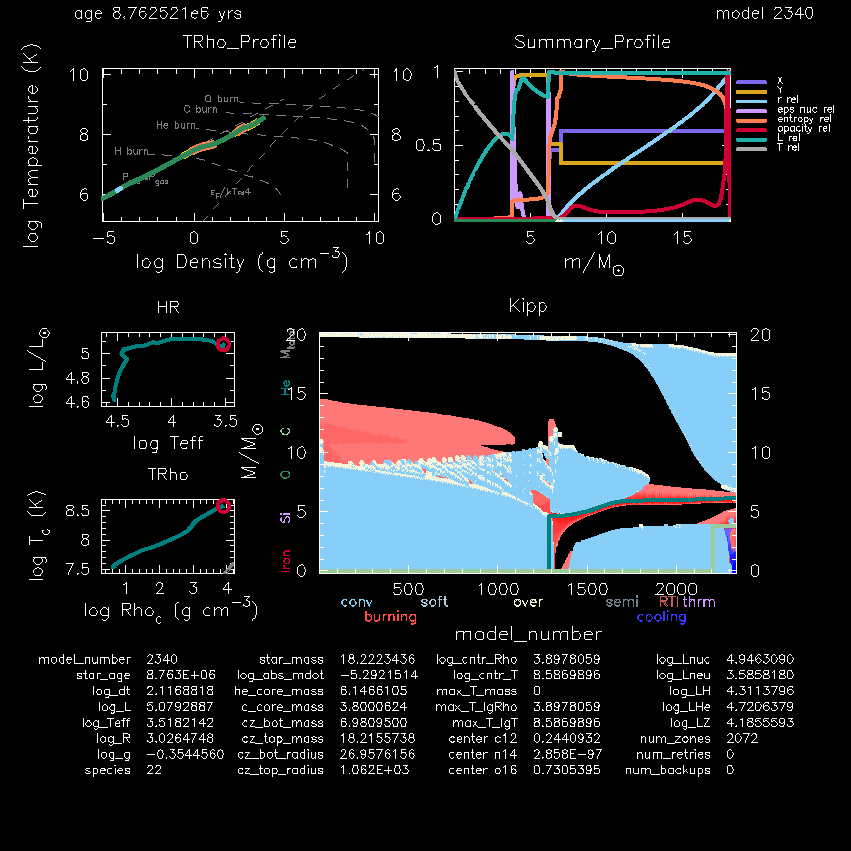 age 8.762521e6 yrs model 2340
TRho_Profile
log Temperature (K)
10
8
6
O burn
C burn
He burn
H burn
E_F/kT≈4
10
8
6
−5 0 5 10
log Density (g cm^−3)
Summary_Profile
1
0.5
0
5 10 15
m/M_⊙
X
Y
r rel
eps nuc rel
entropy rel
opacity rel
L rel
T rel
HR
log L/L_⊙
5
4.8
4.6
4.5 4 3.5
log Teff
TRho
log T_c (K)
8.5
8
7.5
1 2 3 4
log Rho_c (g cm^−3)
Kipp
M/M_⊙
Iron Si O C He
20
15
10
5
0
20
15
10
5
0
500 1000 1500 2000
conv soft over semi RTI thrm
burning cooling
model_number
model_number 2340 star_mass 18.2223436 log_cntr_Rho 3.8978059 log_Lnuc 4.9463090
star_age 8.763E+06 log_abs_mdot −5.2921514 log_cntr_T 8.5869896 log_Lneu 3.5858180
log_dt 2.1168818 he_core_mass 6.1466105 max_T_mass 0 log_LH 4.3113796
log_L 5.0792887 c_core_mass 3.8000624 max_T_lgRho 3.8978059 log_LHe 4.7206379
log_Teff 3.5182142 cz_bot_mass 6.9809500 max_T_lgT 8.5869896 log_LZ 4.1855593
log_R 3.0264748 cz_top_mass 18.2155738 center c12 0.2440932 num_zones 2072
log_g −0.3544560 cz_bot_radius 26.9576156 center n14 2.858E−97 num_retries 0
species 22 cz_top_radius 1.062E+03 center o16 0.7305395 num_backups 0